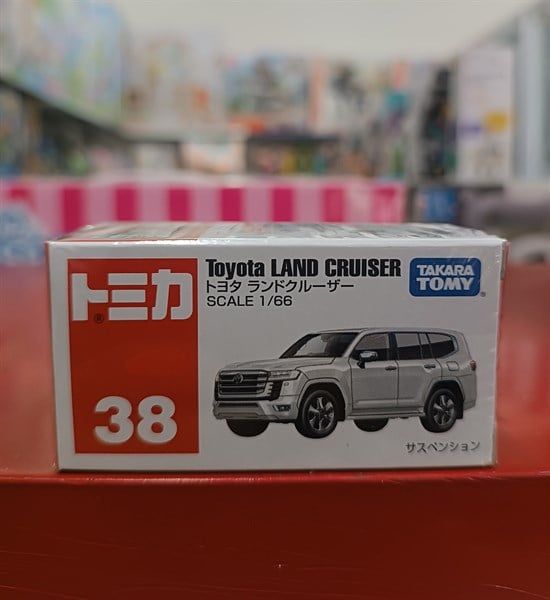 トミカ
®
38
Toyota LAND CRUISER
トヨタ ランドクルーザー
SCALE 1/66
TAKARA
TOMY
サスペンション